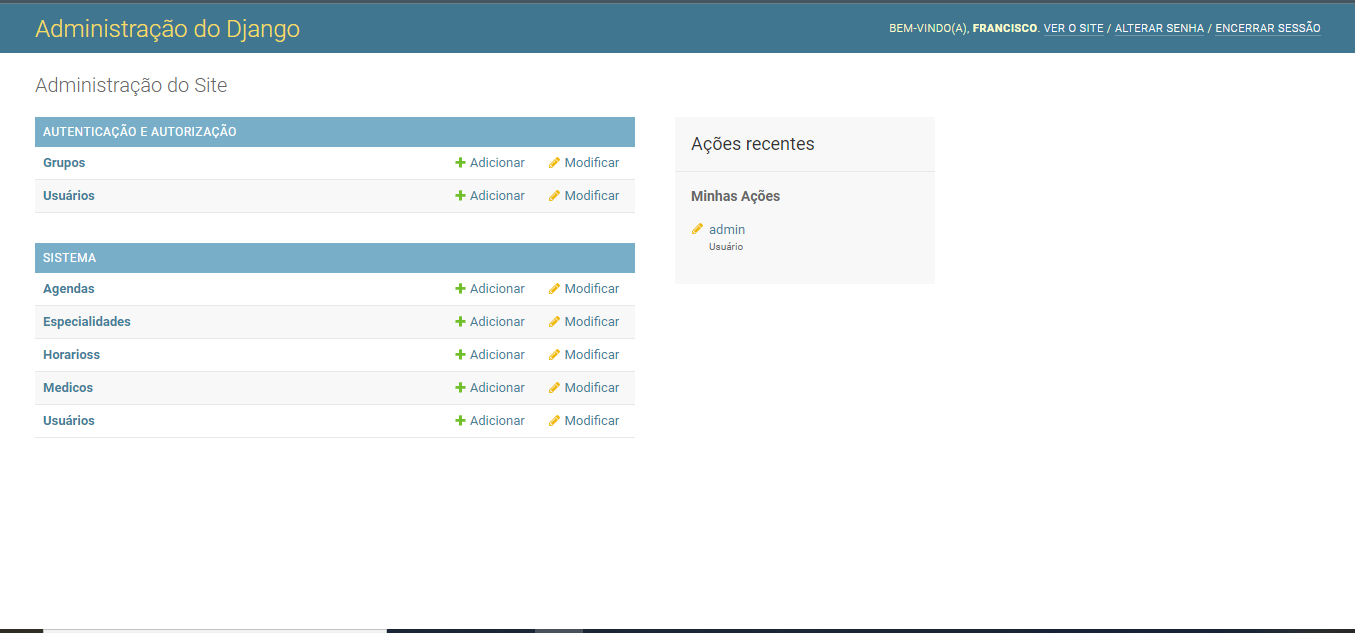 Administração do Django
BEM-VINDO(A), FRANCISCO. VER O SITE / ALTERAR SENHA / ENCERRAR SESSÃO
Administração do Site
AUTENTICAÇÃO E AUTORIZAÇÃO
Grupos Adicionar Modificar
Usuários Adicionar Modificar
SISTEMA
Agendas Adicionar Modificar
Especialidades Adicionar Modificar
Horarioss Adicionar Modificar
Medicos Adicionar Modificar
Usuários Adicionar Modificar
Ações recentes
Minhas Ações
admin
Usuário